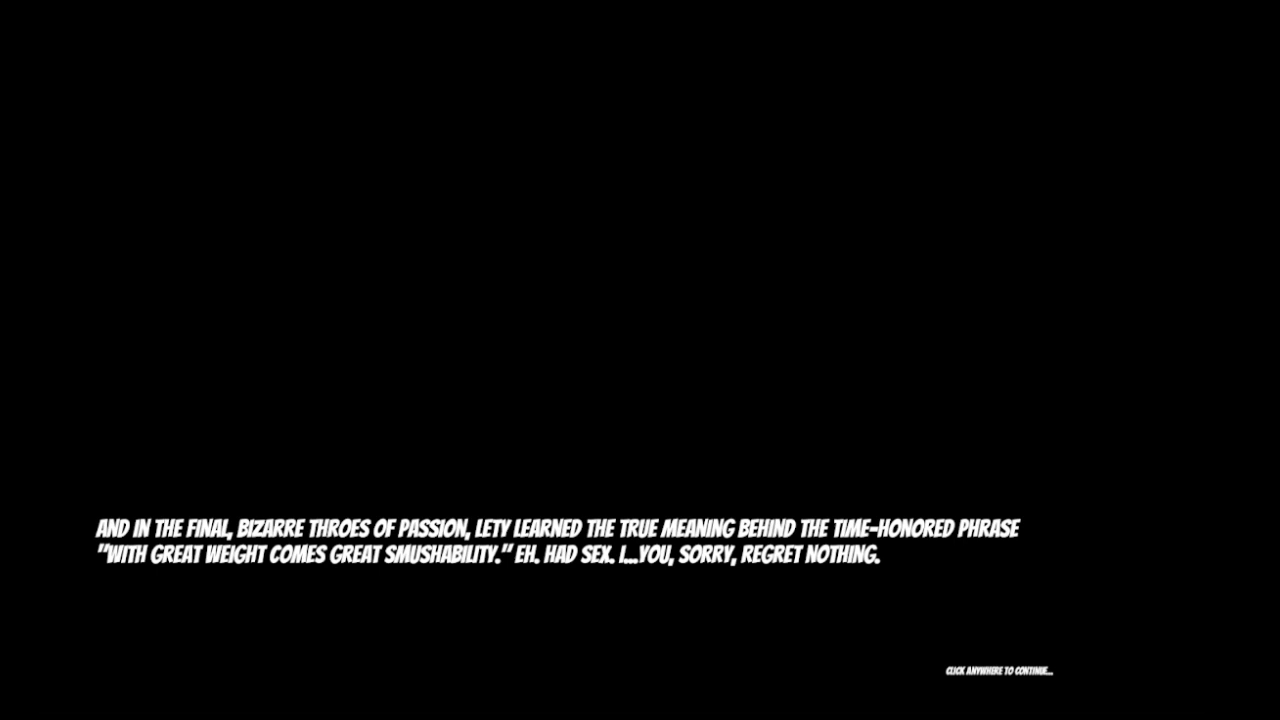 AND IN THE FINAL, BIZARRE THROES OF PASSION, LETY LEARNED THE TRUE MEANING BEHIND THE TIME-HONORED PHRASE
"WITH GREAT WEIGHT COMES GREAT SMUSHABILITY." EH. HAD SEX. I...YOU, SORRY, REGRET NOTHING.
CLICK ANYWHERE TO CONTINUE...